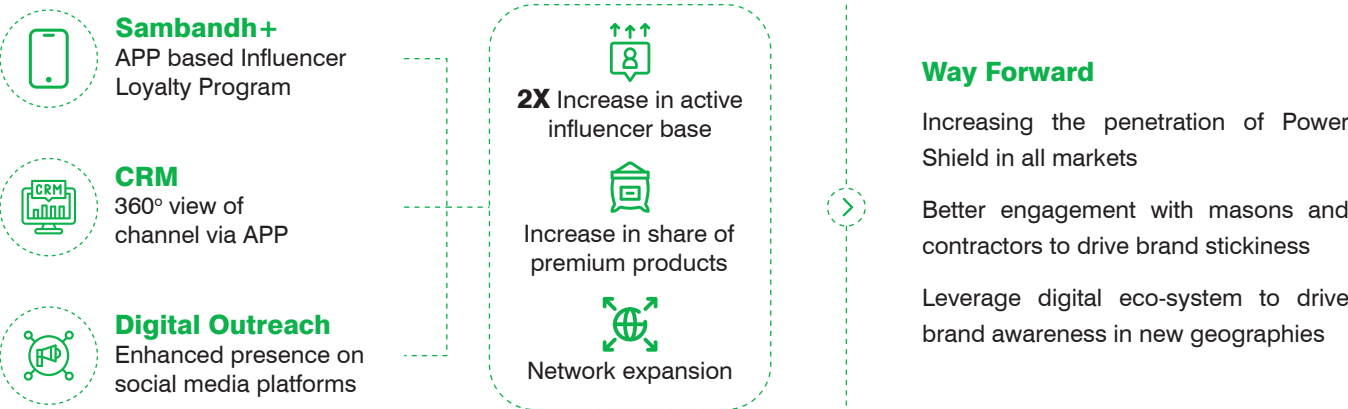 Sambandh+
APP based Influencer
Loyalty Program
CRM
CRM
360° view of
channel via APP
Digital Outreach
Enhanced presence on
social media platforms
2X Increase in active
influencer base
Increase in share of
premium products
Network expansion
Way Forward
Increasing the penetration of Power
Shield in all markets
Better engagement with masons and
contractors to drive brand stickiness
Leverage digital eco-system to drive
brand awareness in new geographies